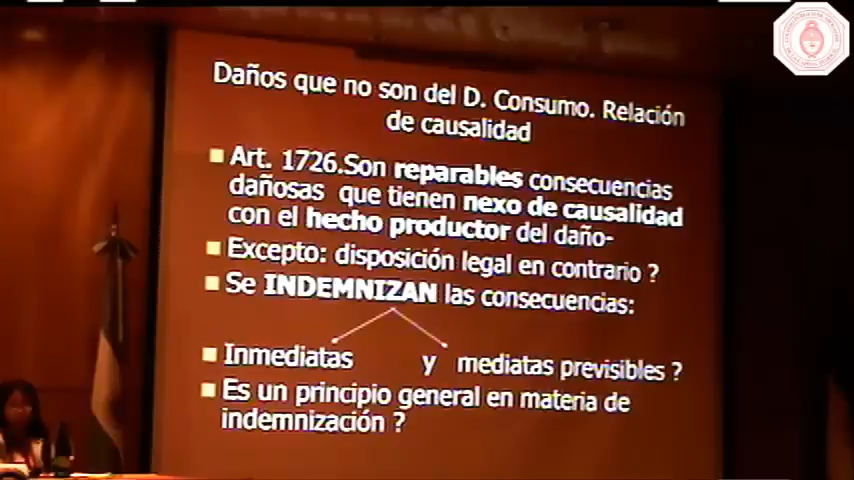 Daños que no son del D. Consumo. Relación
de causalidad
Art. 1726.Son reparables consecuencias
dañosas que tienen nexo de causalidad
con el hecho productor del daño-
Excepto: disposición legal en contrario ?
Se INDEMNIZAN las consecuencias:
Inmediatas y mediatas previsibles ?
Es un principio general en materia de
indemnización ?